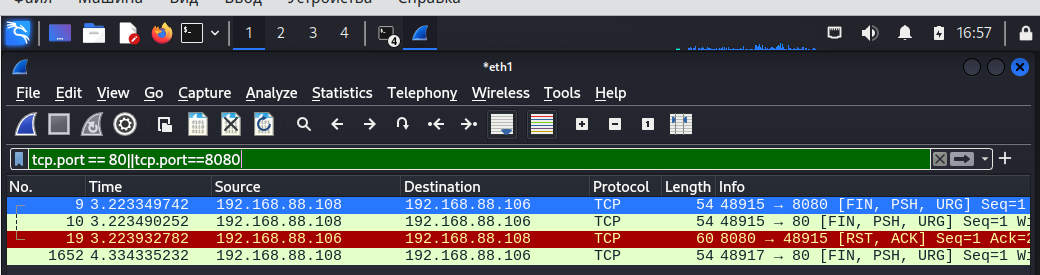 Файл Машина Вид Ввод Устройства Справка
1 2 3 4 4 16:57
*eth1
File Edit View Go Capture Analyze Statistics Telephony Wireless Tools Help
tcp.port == 80||tcp.port==8080
No. Time Source Destination Protocol Length Info
9 3.223349742 192.168.88.108 192.168.88.106 TCP 54 48915 → 8080 [FIN, PSH, URG] Seq=1
10 3.223490252 192.168.88.108 192.168.88.106 TCP 54 48915 → 80 [FIN, PSH, URG] Seq=1 Wi
19 3.223932782 192.168.88.106 192.168.88.108 TCP 60 8080 → 48915 [RST, ACK] Seq=1 Ack=2
1652 4.334335232 192.168.88.108 192.168.88.106 TCP 54 48917 → 80 [FIN, PSH, URG] Seq=1 Wi